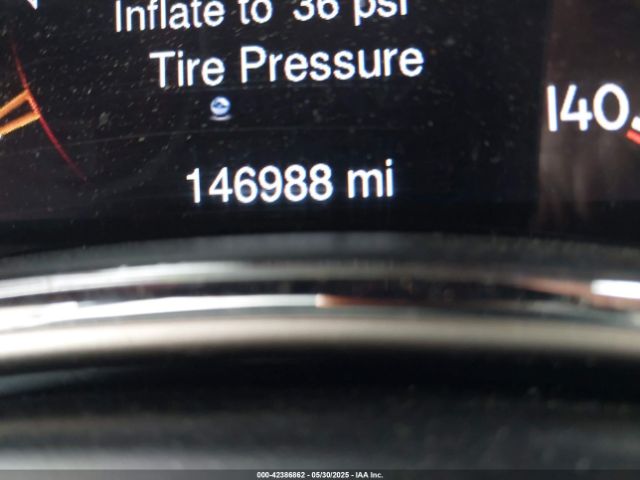 Inflate to 36 psi
Tire Pressure
140
146988 mi
000-42386862 - 05/30/2025 - IAA Inc.